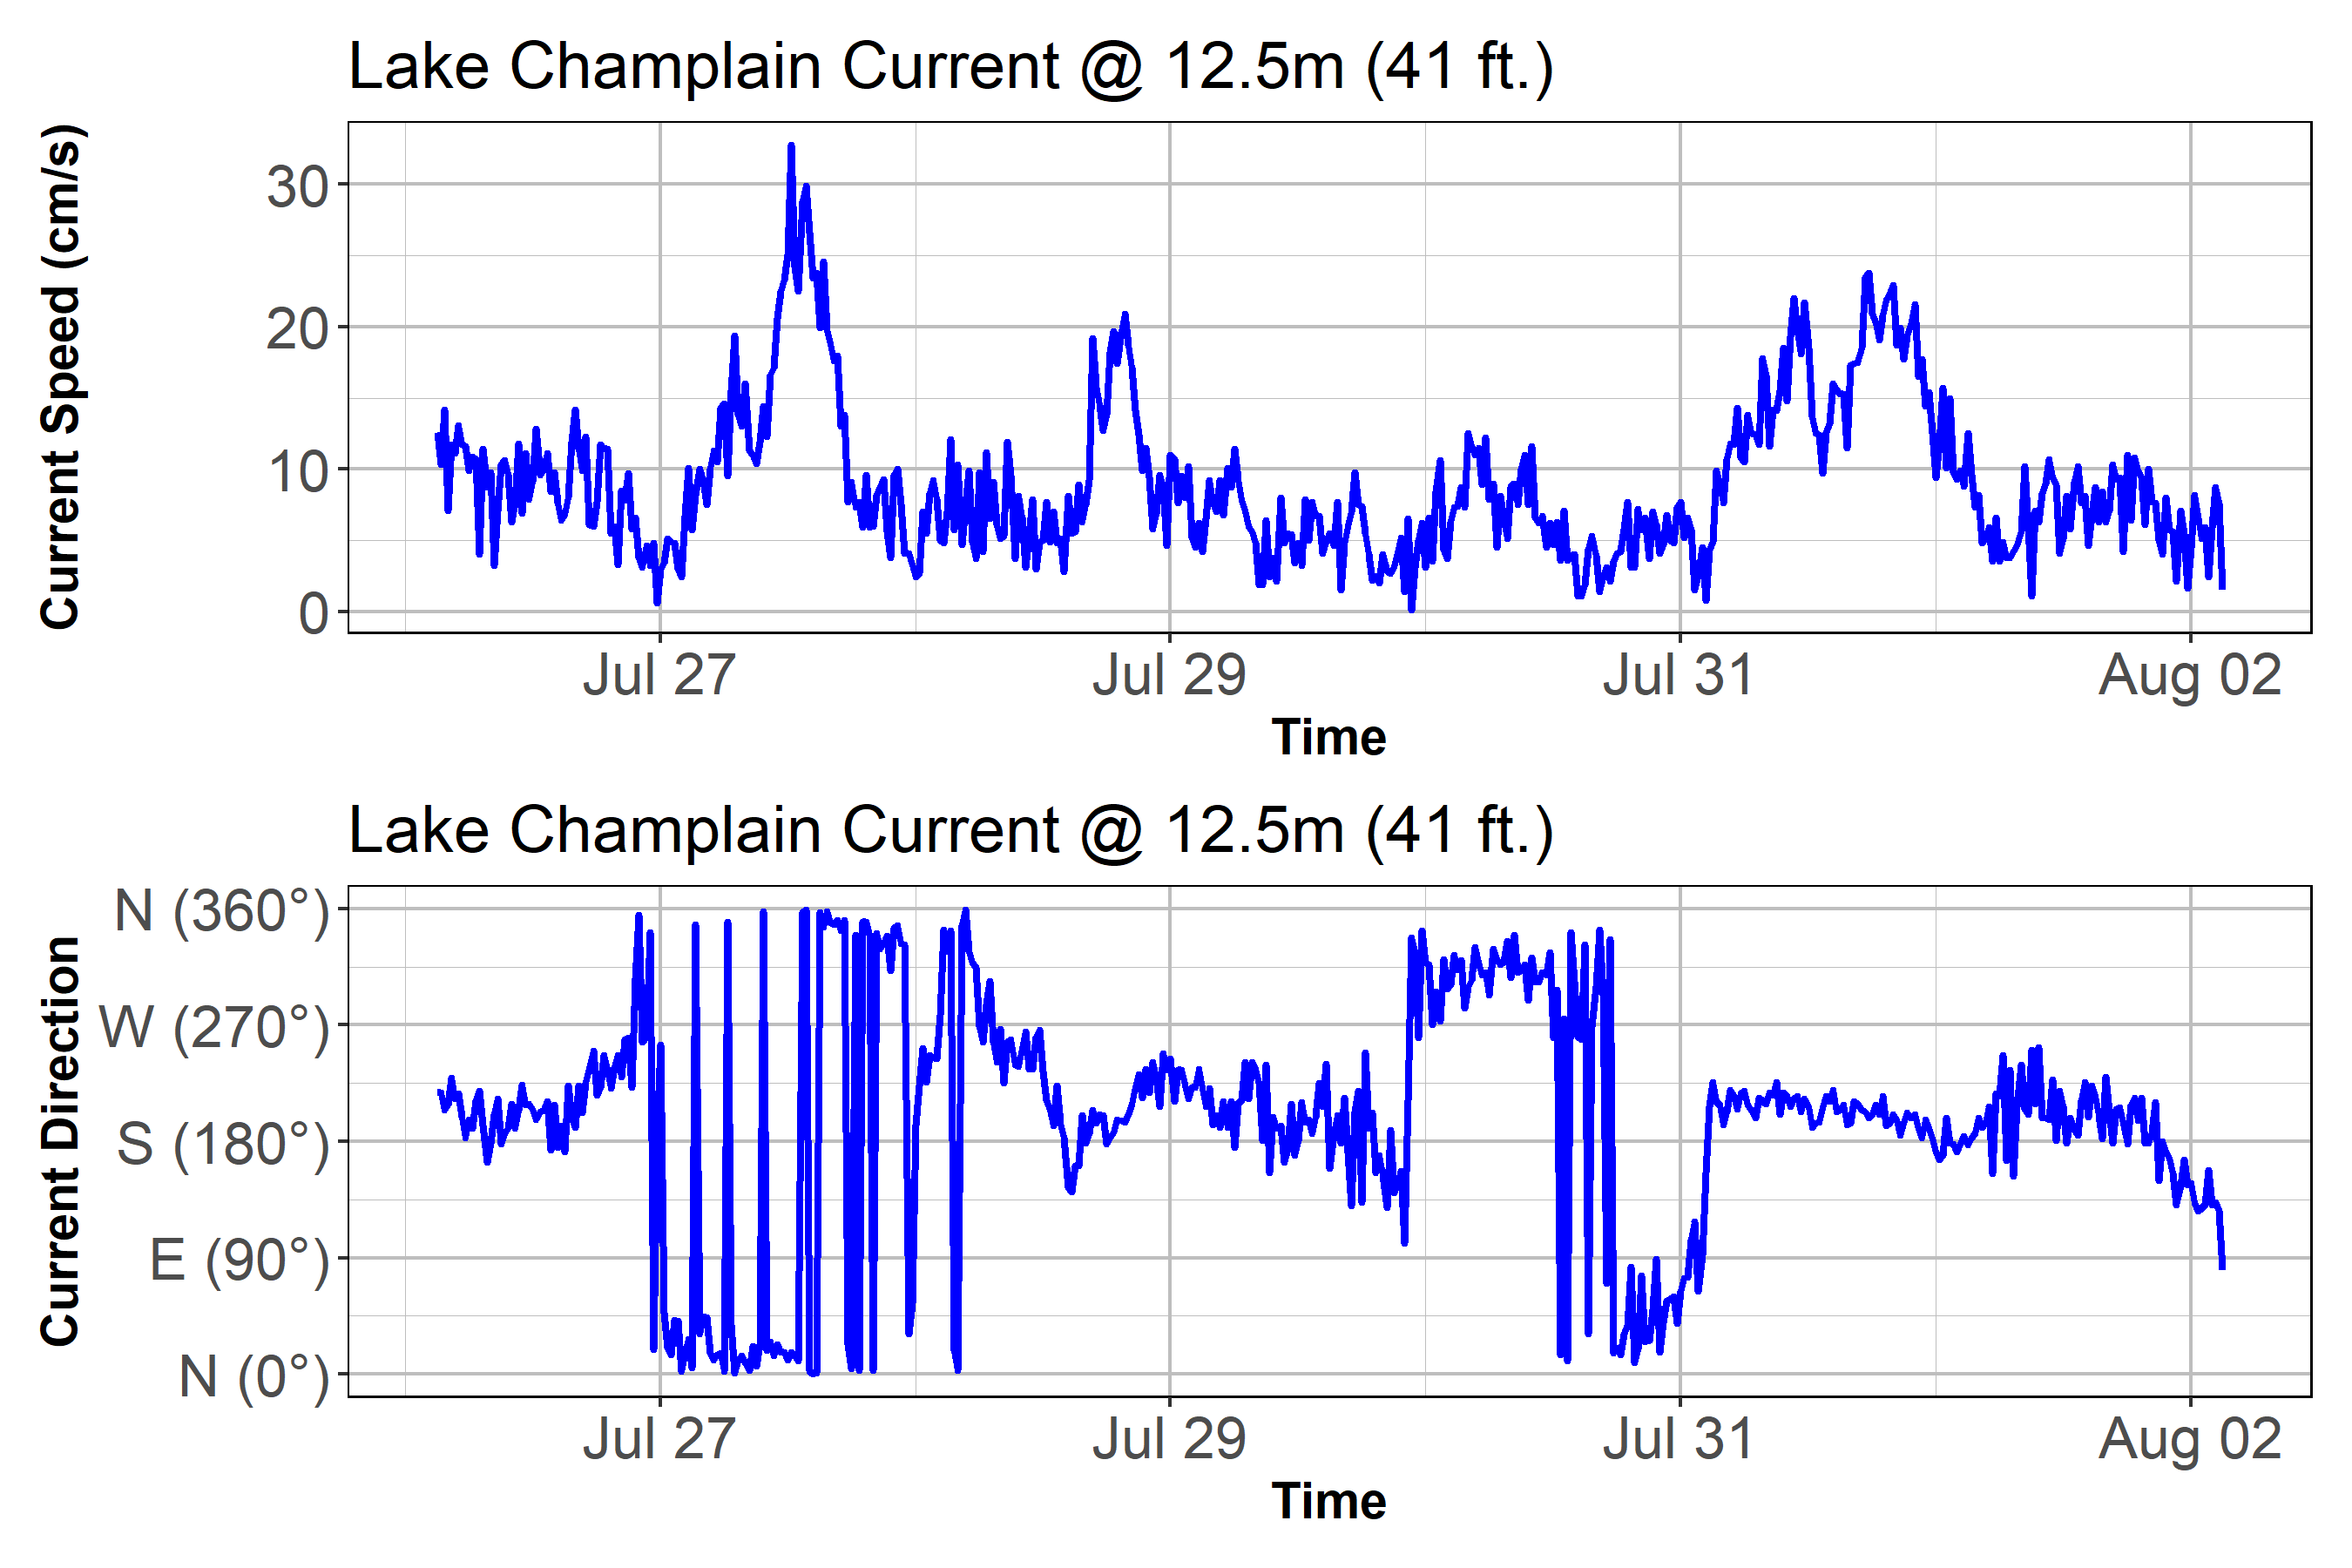 Lake Champlain Current @ 12.5m (41 ft.)
Current Speed (cm/s)
30
20
10
0
Jul 27 Jul 29 Jul 31 Aug 02
Time
Lake Champlain Current @ 12.5m (41 ft.)
Current Direction
N (360°)
W (270°)
S (180°)
E (90°)
N (0°)
Jul 27 Jul 29 Jul 31 Aug 02
Time